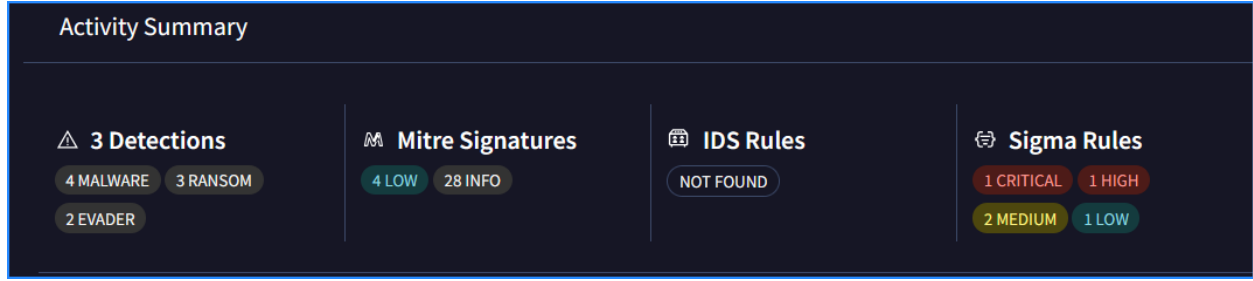 Activity Summary
3 Detections
4 MALWARE 3 RANSOM
2 EVADER
Mitre Signatures
4 LOW 28 INFO
IDS Rules
NOT FOUND
Sigma Rules
1 CRITICAL 1 HIGH
2 MEDIUM 1 LOW